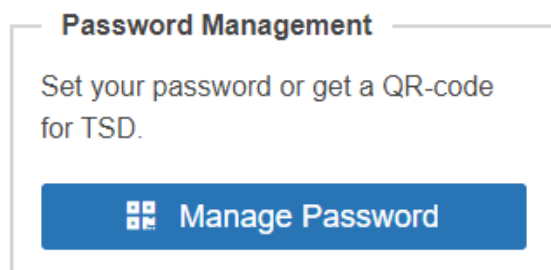 Password Management
Set your password or get a QR-code
for TSD.
Manage Password